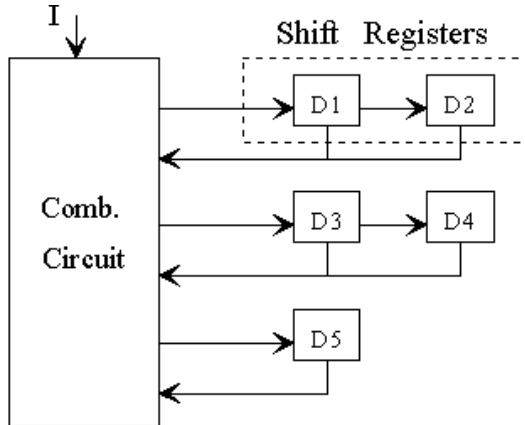 I
Shift Registers
D1
D2
Comb.
Circuit
D3
D4
D5